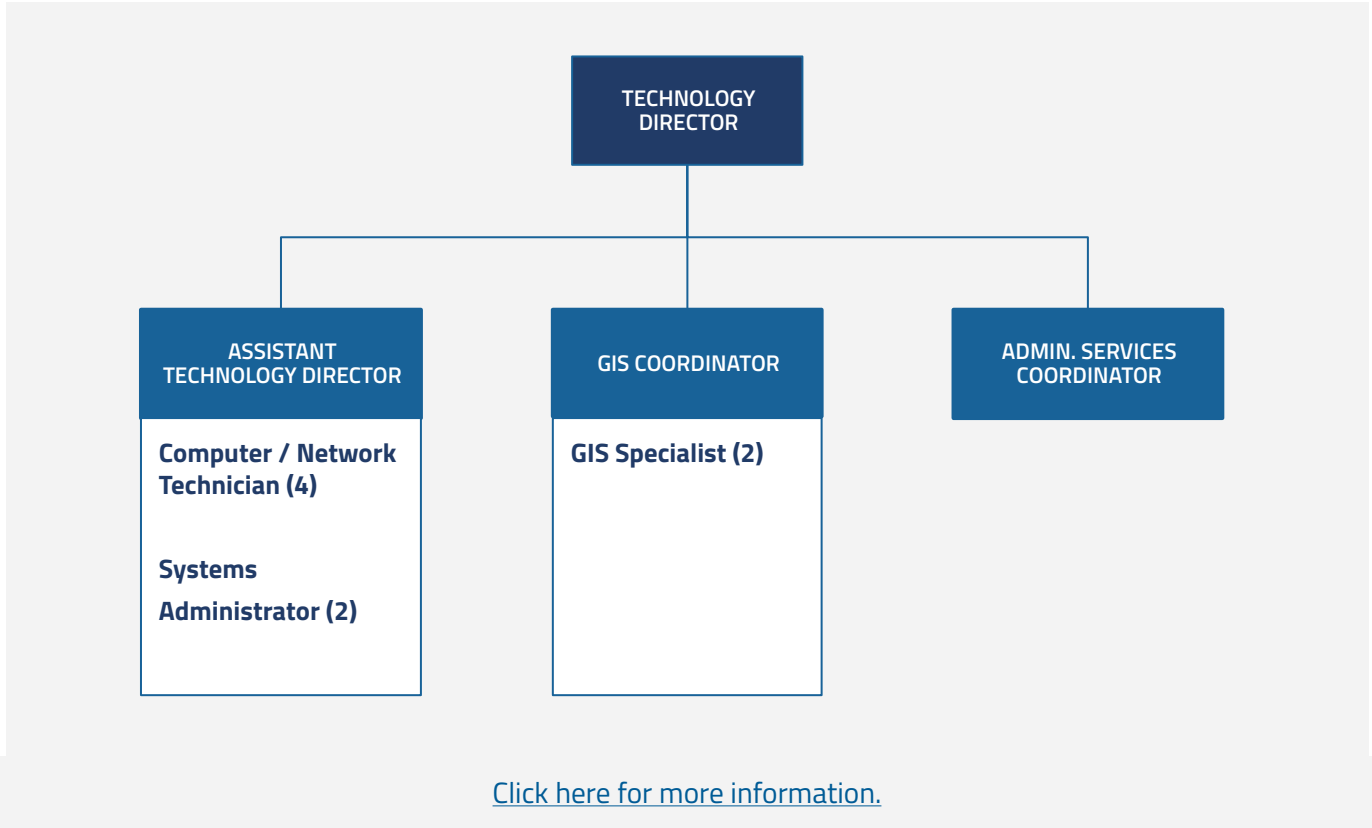 TECHNOLOGY
DIRECTOR
ASSISTANT
TECHNOLOGY DIRECTOR
Computer / Network
Technician (4)
Systems
Administrator (2)
GIS COORDINATOR
GIS Specialist (2)
ADMIN. SERVICES
COORDINATOR
Click here for more information.